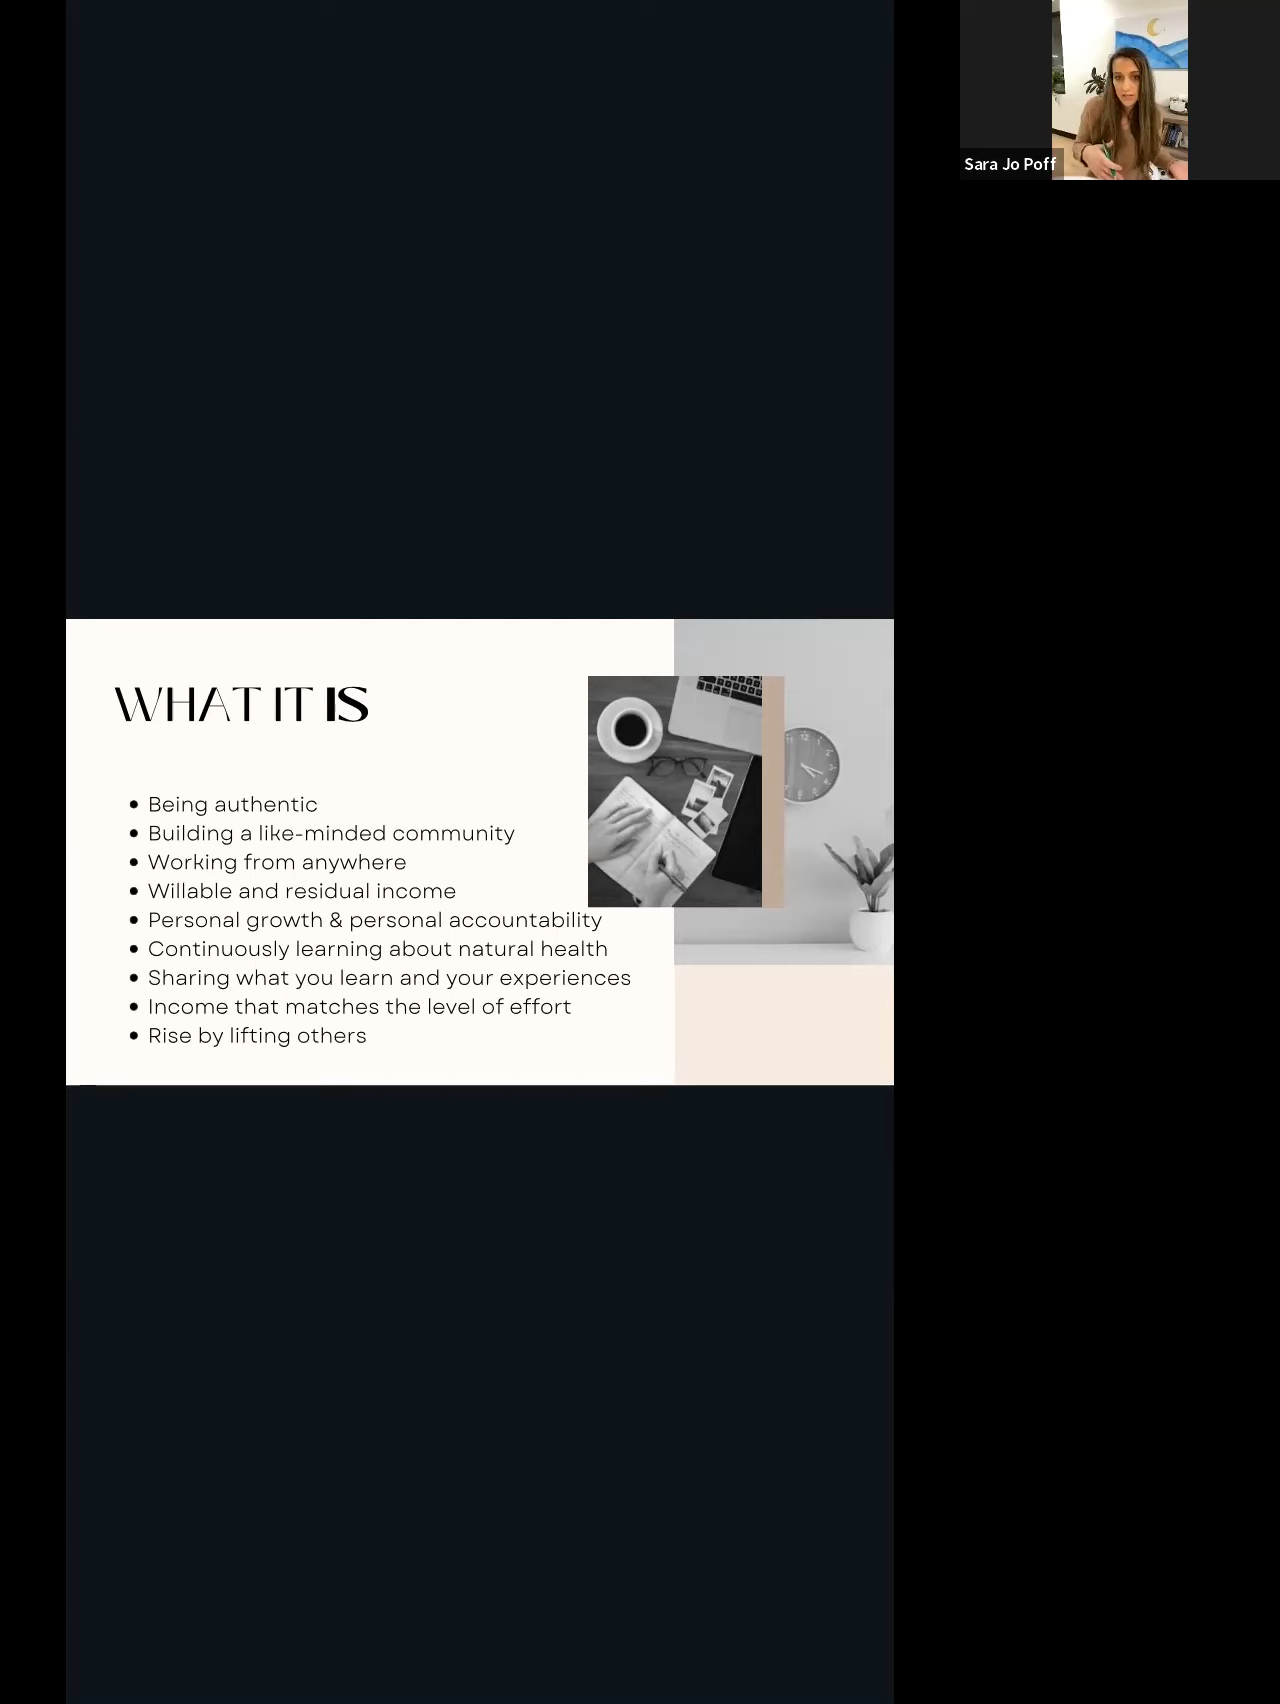 Sara Jo Poff
WHAT IT IS
Being authentic
Building a like-minded community
Working from anywhere
Willable and residual income
Personal growth & personal accountability
Continuously learning about natural health
Sharing what you learn and your experiences
Income that matches the level of effort
Rise by lifting others